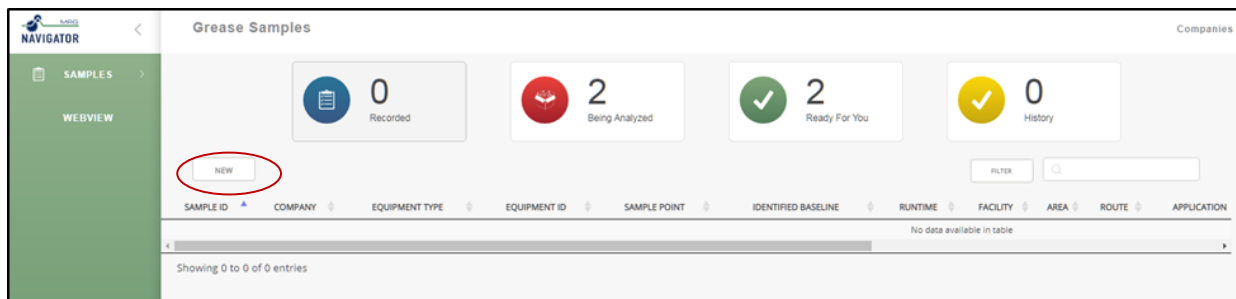 MRG
NAVIGATOR
Grease Samples
Companies
SAMPLES
WEBVIEW
0
Recorded
2
Being Analyzed
2
Ready For You
0
History
NEW
FILTER
SAMPLE ID COMPANY EQUIPMENT TYPE EQUIPMENT ID SAMPLE POINT IDENTIFIED BASELINE RUNTIME FACILITY AREA ROUTE APPLICATION
No data available in table
Showing 0 to 0 of 0 entries